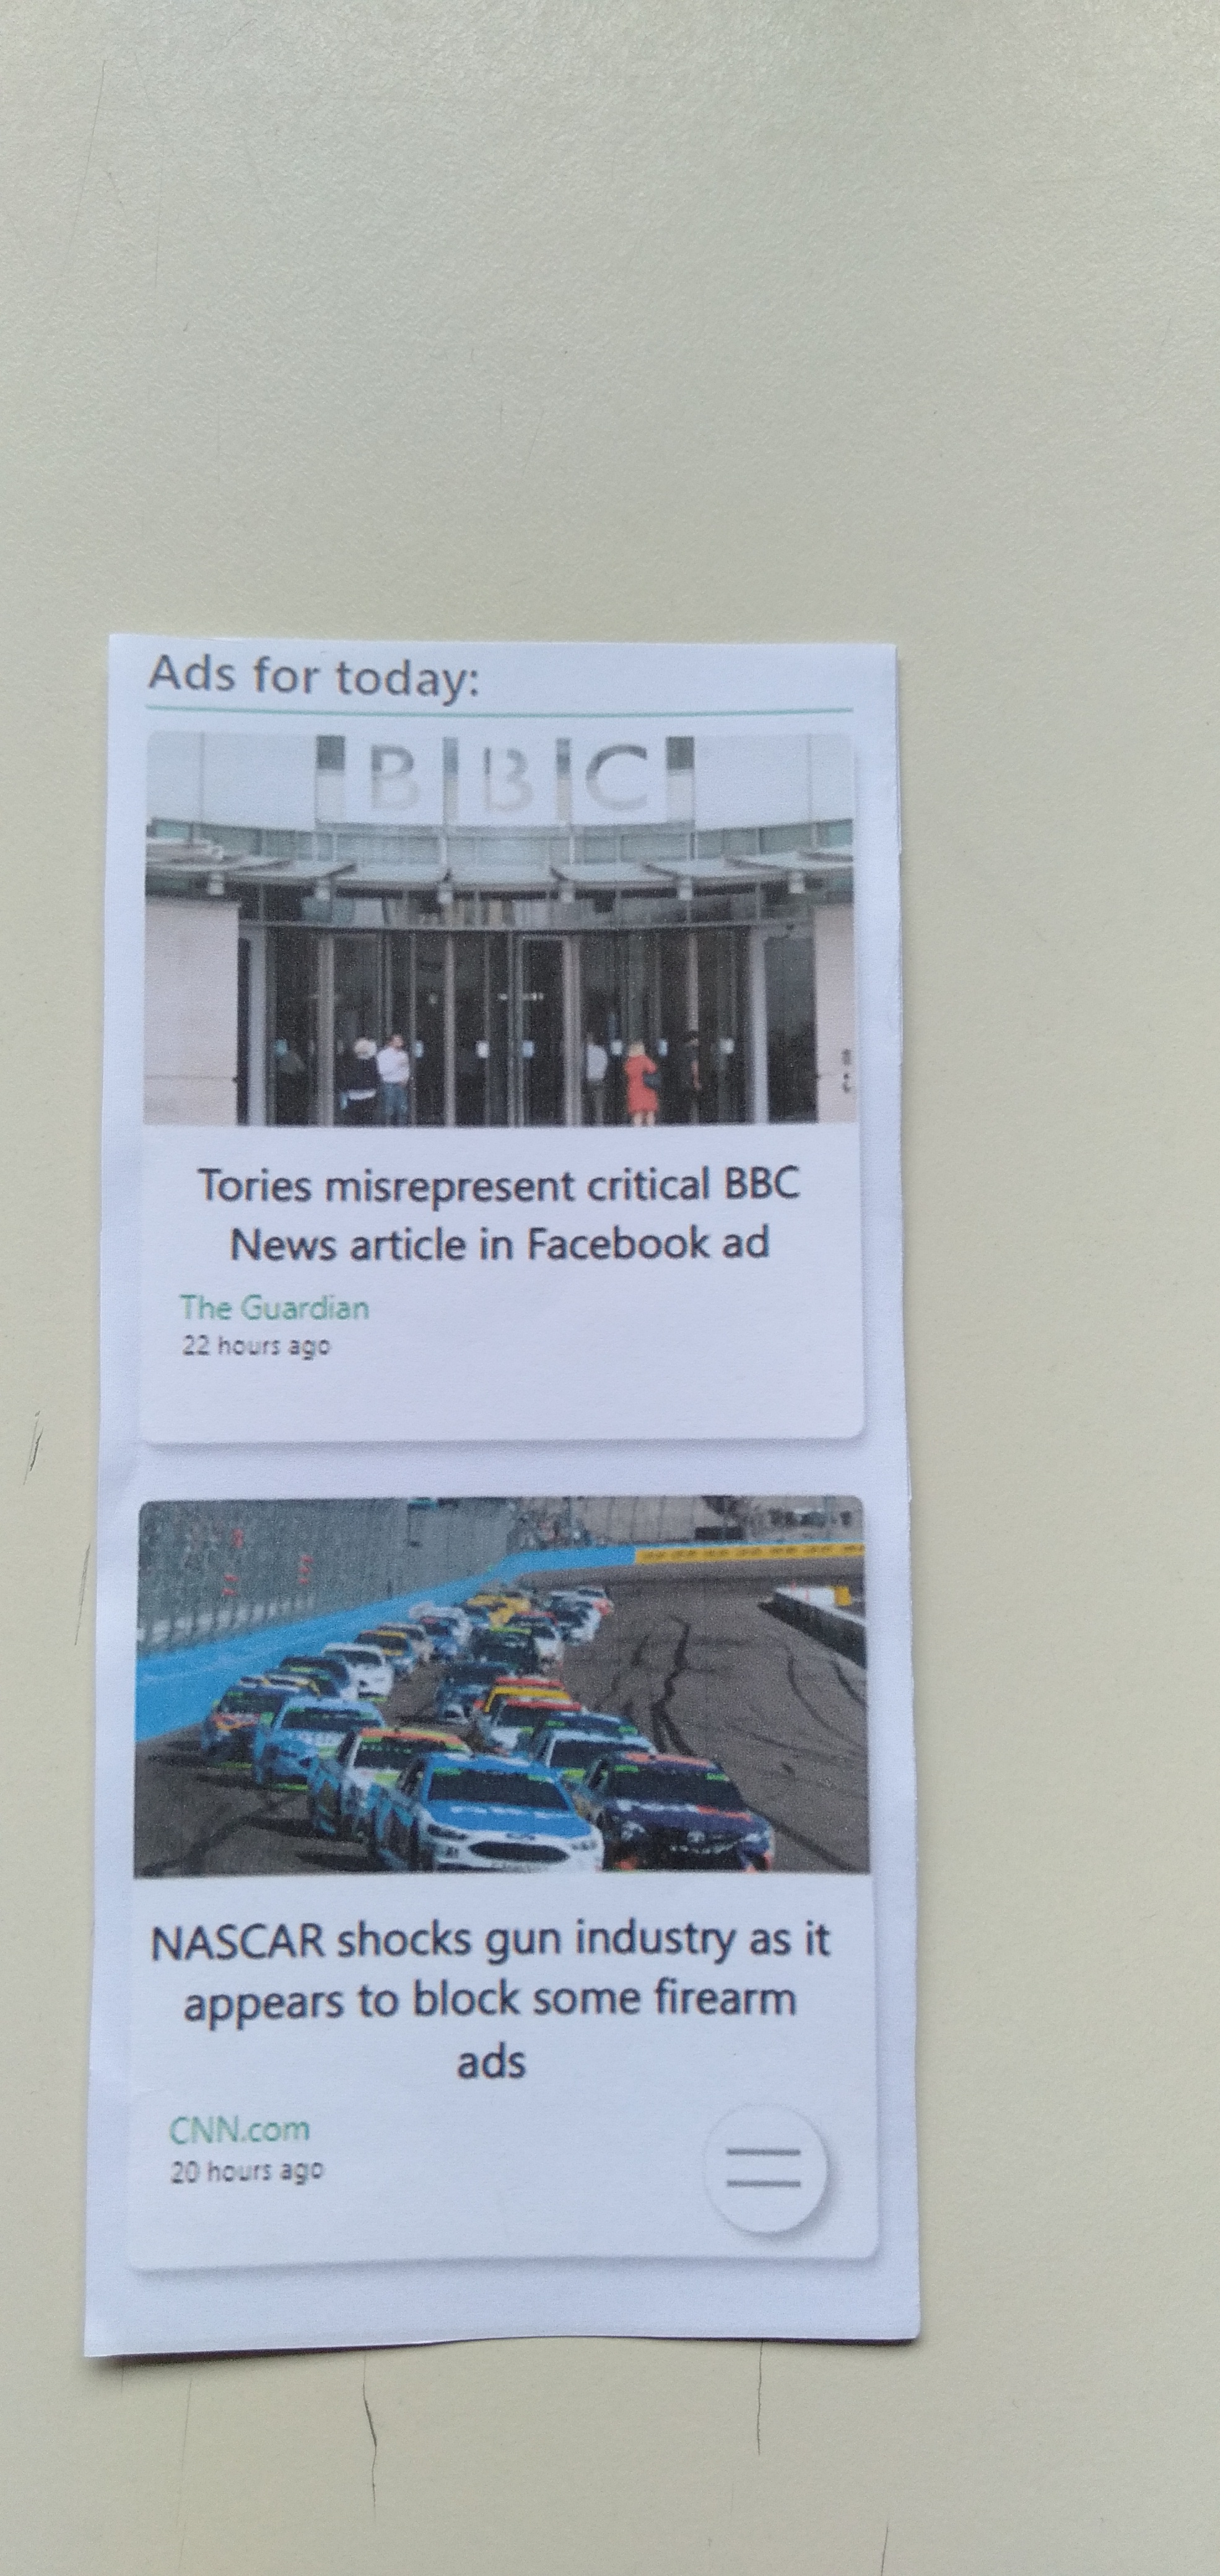 Ads for today:
BBC
Tories misrepresent critical BBC
News article in Facebook ad
The Guardian
22 hours ago
NASCAR shocks gun industry as it
appears to block some firearm
ads
CNN.com
20 hours ago